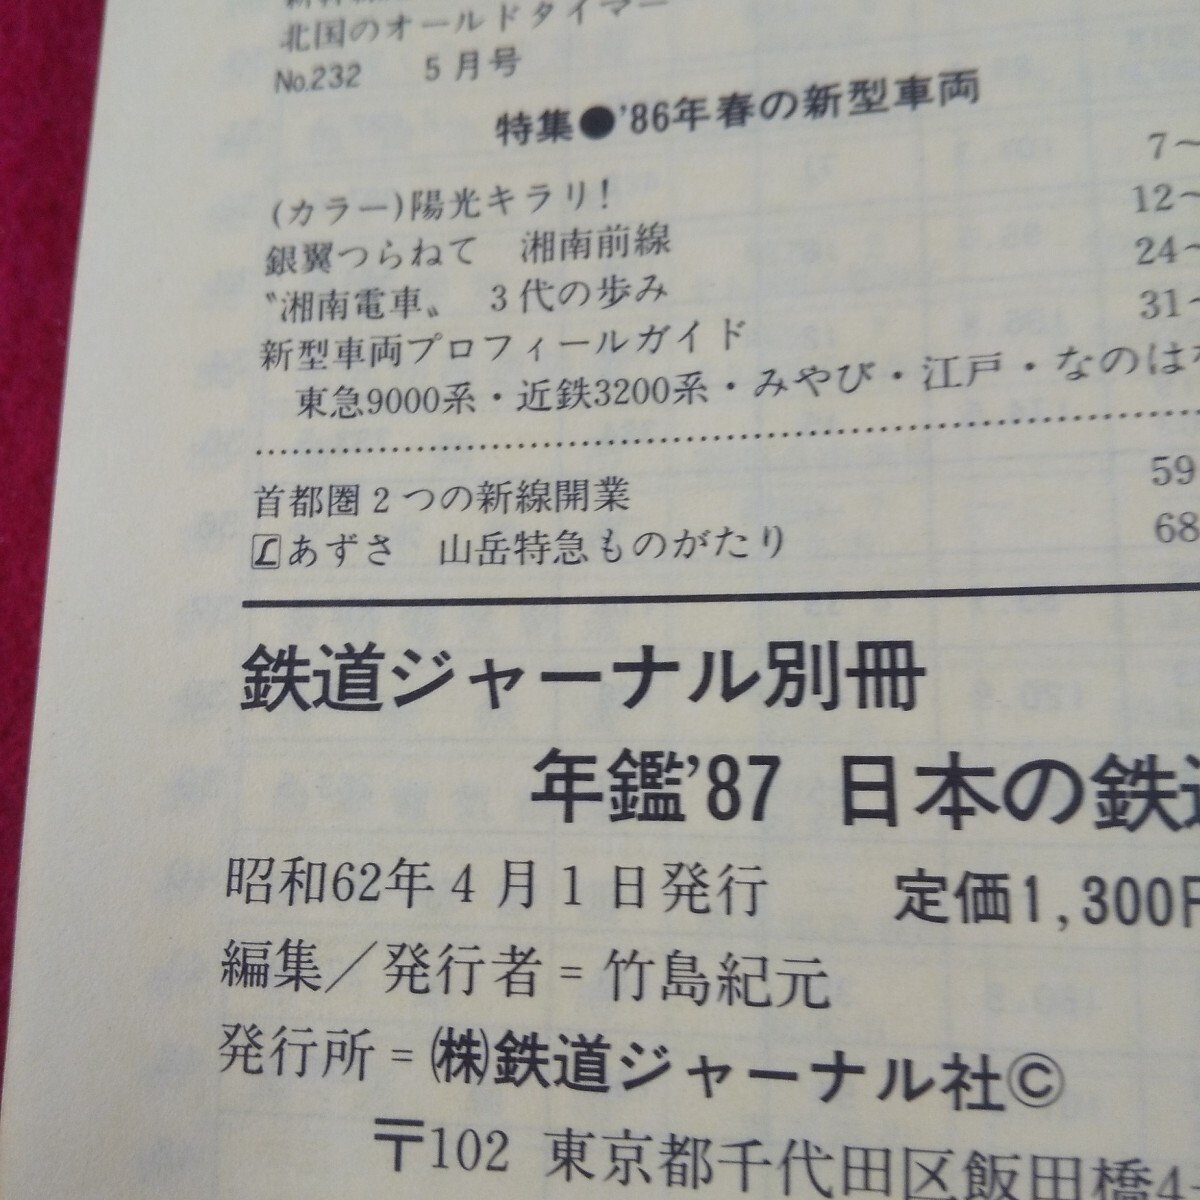 北国のオールドタイマー
No.232 5月号
特集●'86年春の新型車両
7〜
(カラー)陽光キラリ!
12〜
銀翼つらねて 湘南前線
24〜
〝湘南電車〟 3代の歩み
31〜
新型車両プロフィールガイド
東急9000系・近鉄3200系・みやび・江戸・なのはな
首都圏2つの新線開業 59
Lあずさ 山岳特急ものがたり 68
鉄道ジャーナル別冊
年鑑'87 日本の鉄道
昭和62年4月1日発行 定価1,300円
編集/発行者=竹島紀元
発行所=㈱鉄道ジャーナル社©
〒102 東京都千代田区飯田橋4-